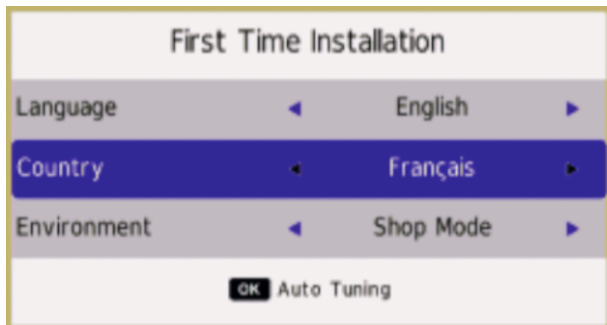 First Time Installation
Language English
Country Français
Environment Shop Mode
OK Auto Tuning